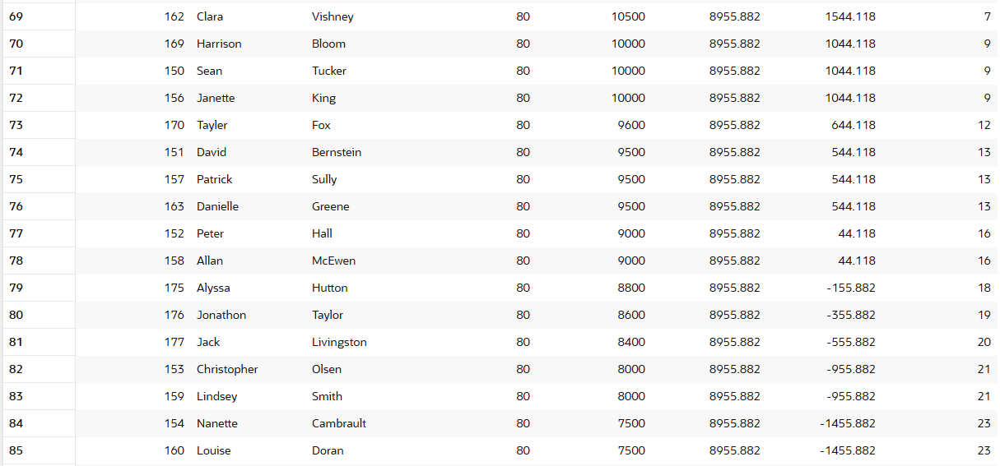 69 162 Clara Vishney 80 10500 8955.882 1544.118 7
70 169 Harrison Bloom 80 10000 8955.882 1044.118 9
71 150 Sean Tucker 80 10000 8955.882 1044.118 9
72 156 Janette King 80 10000 8955.882 1044.118 9
73 170 Tayler Fox 80 9600 8955.882 644.118 12
74 151 David Bernstein 80 9500 8955.882 544.118 13
75 157 Patrick Sully 80 9500 8955.882 544.118 13
76 163 Danielle Greene 80 9500 8955.882 544.118 13
77 152 Peter Hall 80 9000 8955.882 44.118 16
78 158 Allan McEwen 80 9000 8955.882 44.118 16
79 175 Alyssa Hutton 80 8800 8955.882 -155.882 18
80 176 Jonathon Taylor 80 8600 8955.882 -355.882 19
81 177 Jack Livingston 80 8400 8955.882 -555.882 20
82 153 Christopher Olsen 80 8000 8955.882 -955.882 21
83 159 Lindsey Smith 80 8000 8955.882 -955.882 21
84 154 Nanette Cambrault 80 7500 8955.882 -1455.882 23
85 160 Louise Doran 80 7500 8955.882 -1455.882 23